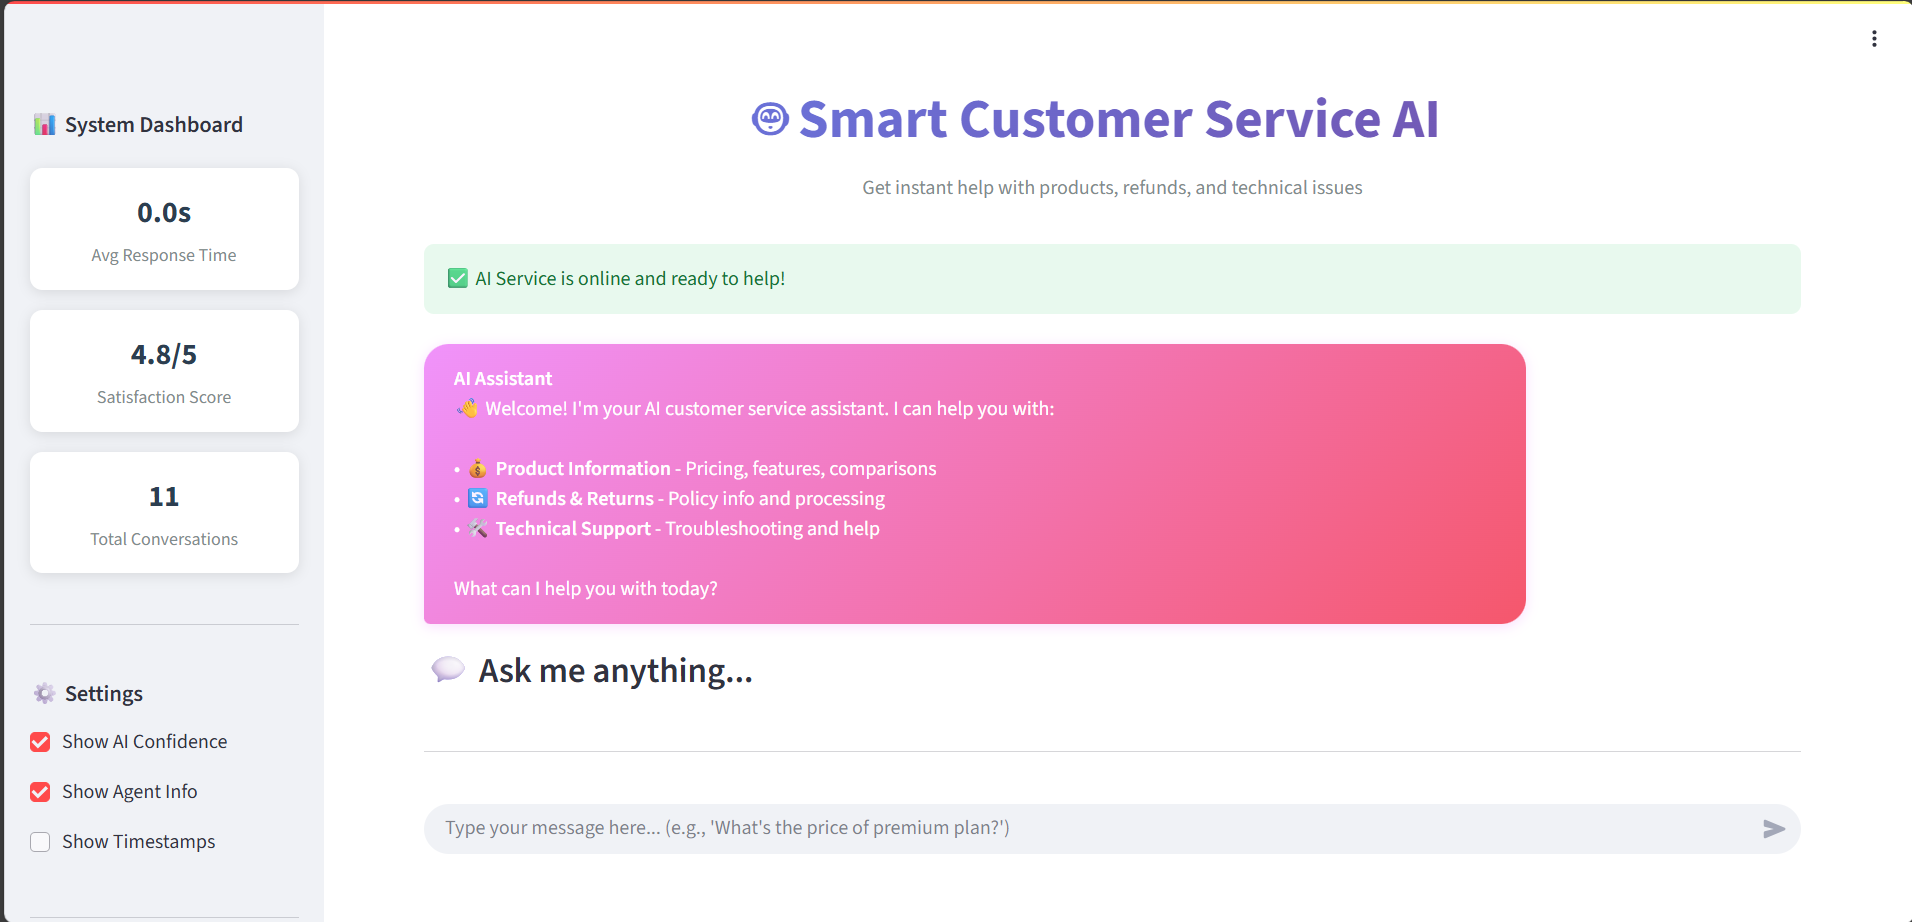 📊 System Dashboard
0.0s
Avg Response Time
4.8/5
Satisfaction Score
11
Total Conversations
⚙️ Settings
Show AI Confidence
Show Agent Info
Show Timestamps
🤖 Smart Customer Service AI
Get instant help with products, refunds, and technical issues
✅ AI Service is online and ready to help!
AI Assistant
👋 Welcome! I'm your AI customer service assistant. I can help you with:
• 💰 Product Information - Pricing, features, comparisons
• 🔄 Refunds & Returns - Policy info and processing
• 🛠️ Technical Support - Troubleshooting and help
What can I help you with today?
💬 Ask me anything...
Type your message here... (e.g., 'What's the price of premium plan?')